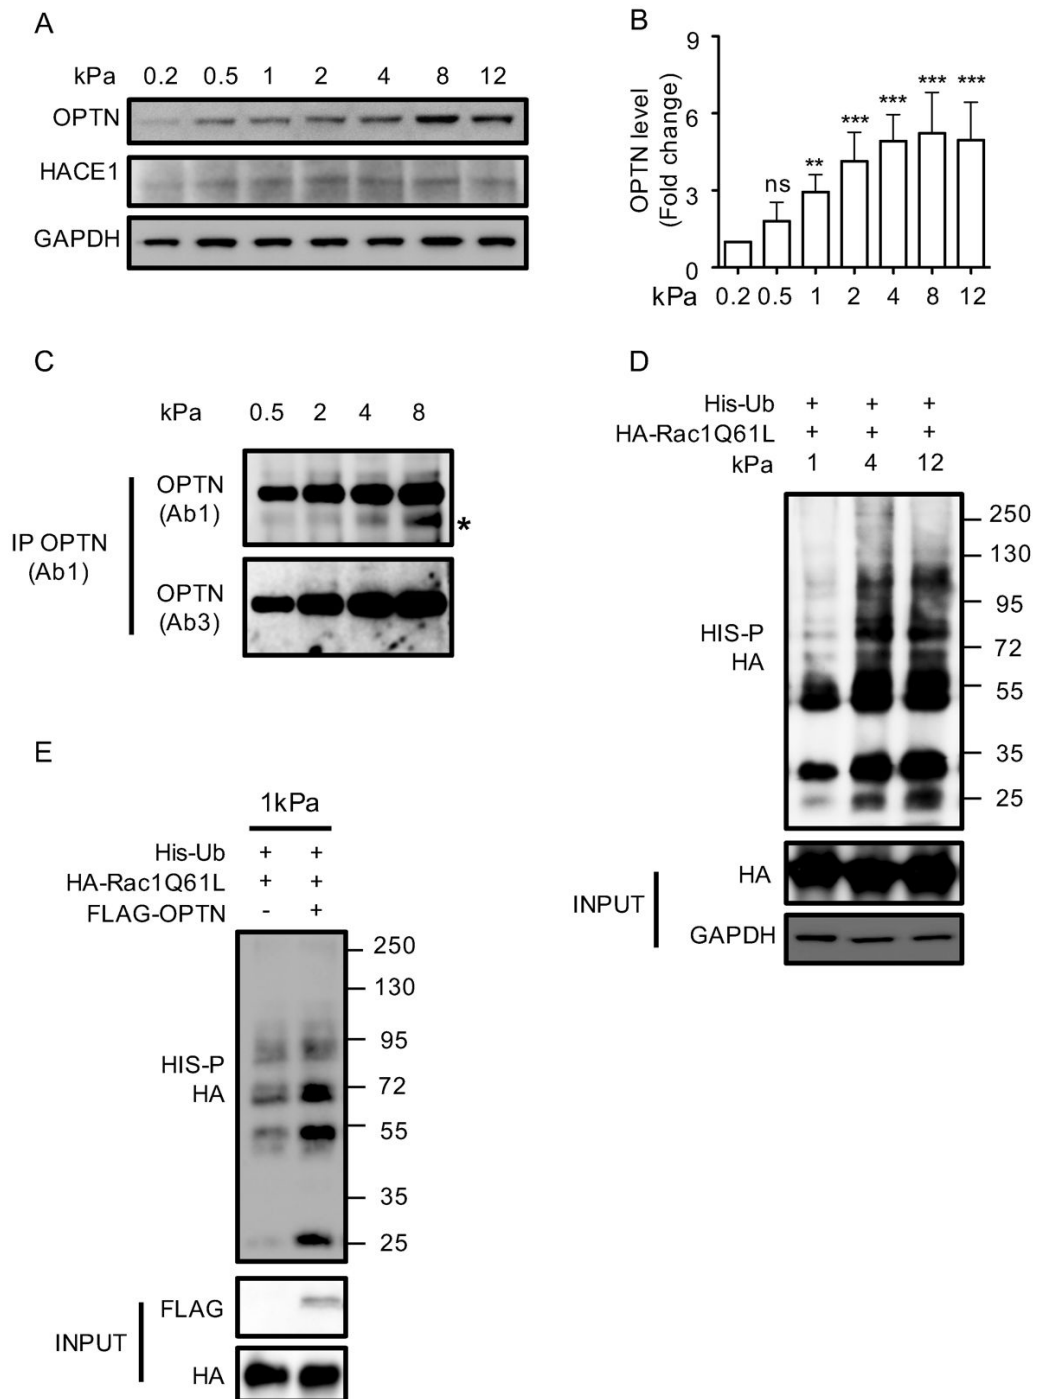 A
kPa 0.2 0.5 1 2 4 8 12
OPTN
HACE1
GAPDH
B
OPTN level
(Fold change)
9
6
3
0
ns ** *** *** *** ***
kPa 0.2 0.5 1 2 4 8 12
C
kPa 0.5 2 4 8
IP OPTN
(Ab1)
OPTN
(Ab1)
*
OPTN
(Ab3)
D
His-Ub + + +
HA-Rac1Q61L + + +
kPa 1 4 12
HIS-P
HA
250
130
95
72
55
35
25
INPUT
HA
GAPDH
E
1kPa
His-Ub + +
HA-Rac1Q61L + +
FLAG-OPTN - +
HIS-P
HA
250
130
95
72
55
35
25
INPUT
FLAG
HA